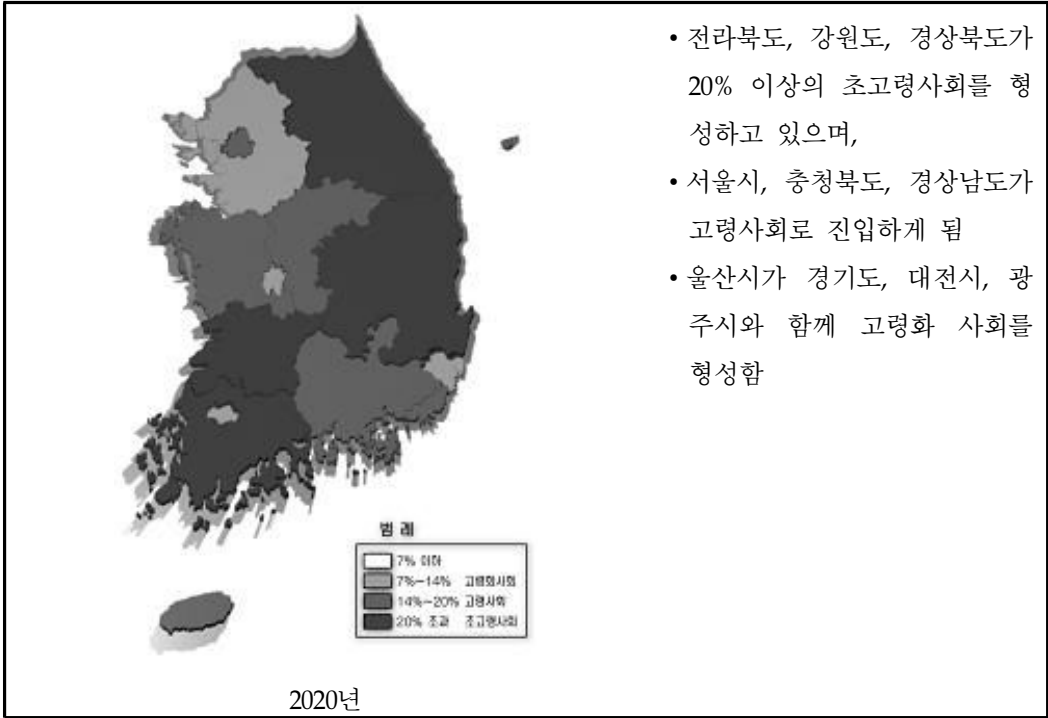 • 전라북도, 강원도, 경상북도가
20% 이상의 초고령사회를 형
성하고 있으며,
• 서울시, 충청북도, 경상남도가
고령사회로 진입하게 됨
• 울산시가 경기도, 대전시, 광
주시와 함께 고령화 사회를
형성함
범 례
7% 이하
7%~14% 고령화사회
14%~20% 고령사회
20% 초과 초고령사회
2020년